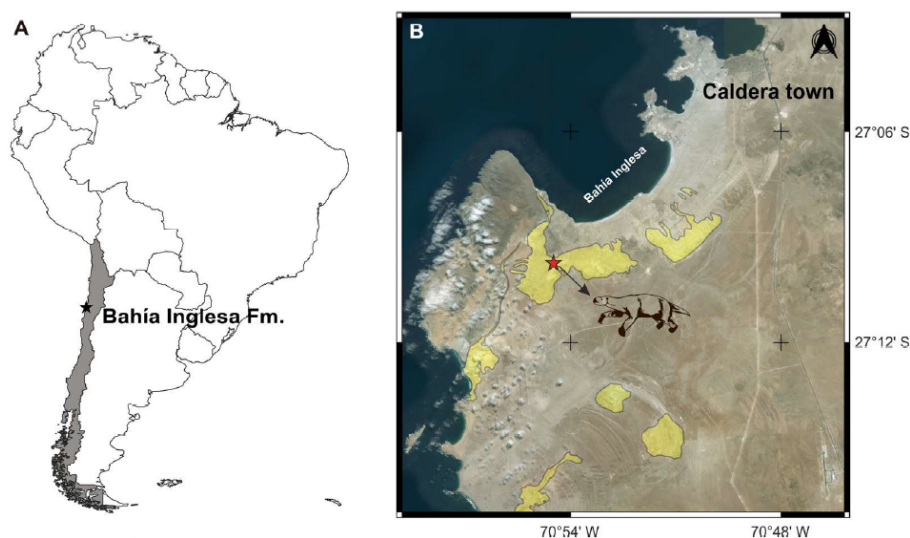 A
Bahía Inglesa Fm.
B
Caldera town
Bahía Inglesa
27°06' S
27°12' S
70°54' W
70°48' W